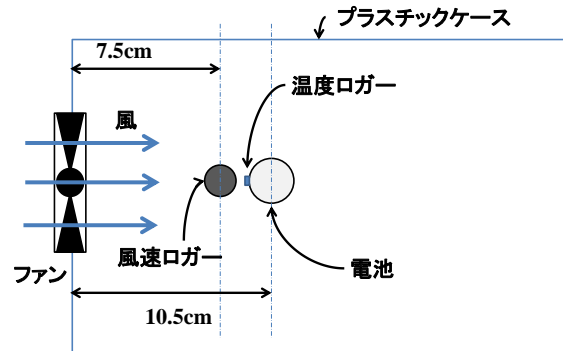 プラスチックケース
7.5cm
温度ロガー
風
風速ロガー
ファン
電池
10.5cm